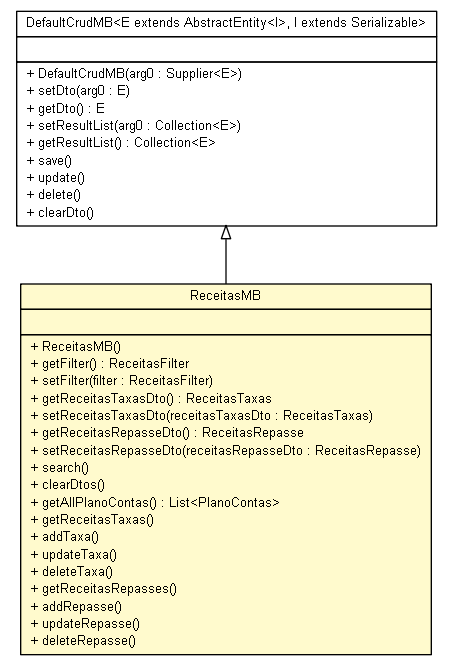 DefaultCrudMB<E extends AbstractEntity<I>, I extends Serializable>
+ DefaultCrudMB(arg0 : Supplier<E>)
+ setDto(arg0 : E)
+ getDto() : E
+ setResultList(arg0 : Collection<E>)
+ getResultList() : Collection<E>
+ save()
+ update()
+ delete()
+ clearDto()
ReceitasMB
+ ReceitasMB()
+ getFilter() : ReceitasFilter
+ setFilter(filter : ReceitasFilter)
+ getReceitasTaxasDto() : ReceitasTaxas
+ setReceitasTaxasDto(receitasTaxasDto : ReceitasTaxas)
+ getReceitasRepasseDto() : ReceitasRepasse
+ setReceitasRepasseDto(receitasRepasseDto : ReceitasRepasse)
+ search()
+ clearDtos()
+ getAllPlanoContas() : List<PlanoContas>
+ getReceitasTaxas()
+ addTaxa()
+ updateTaxa()
+ deleteTaxa()
+ getReceitasRepasses()
+ addRepasse()
+ updateRepasse()
+ deleteRepasse()